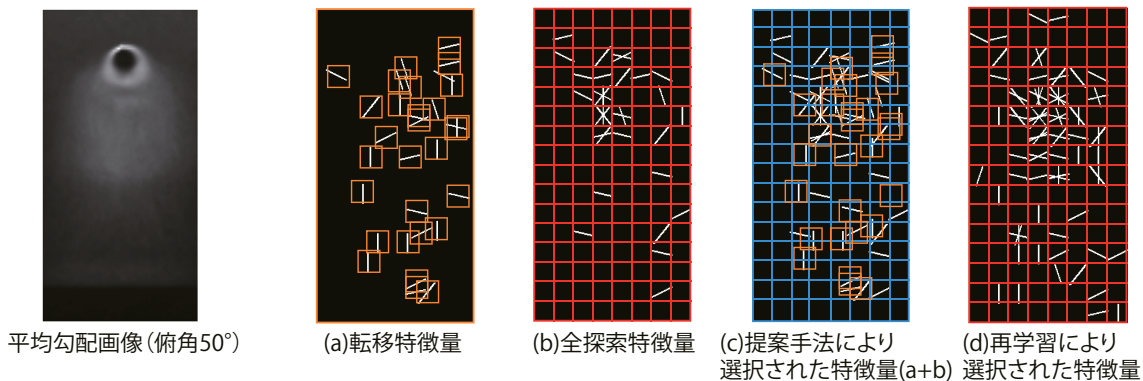 平均勾配画像(俯角50°)
(a)転移特徴量
(b)全探索特徴量
(c)提案手法により
選択された特徴量(a+b)
(d)再学習により
選択された特徴量